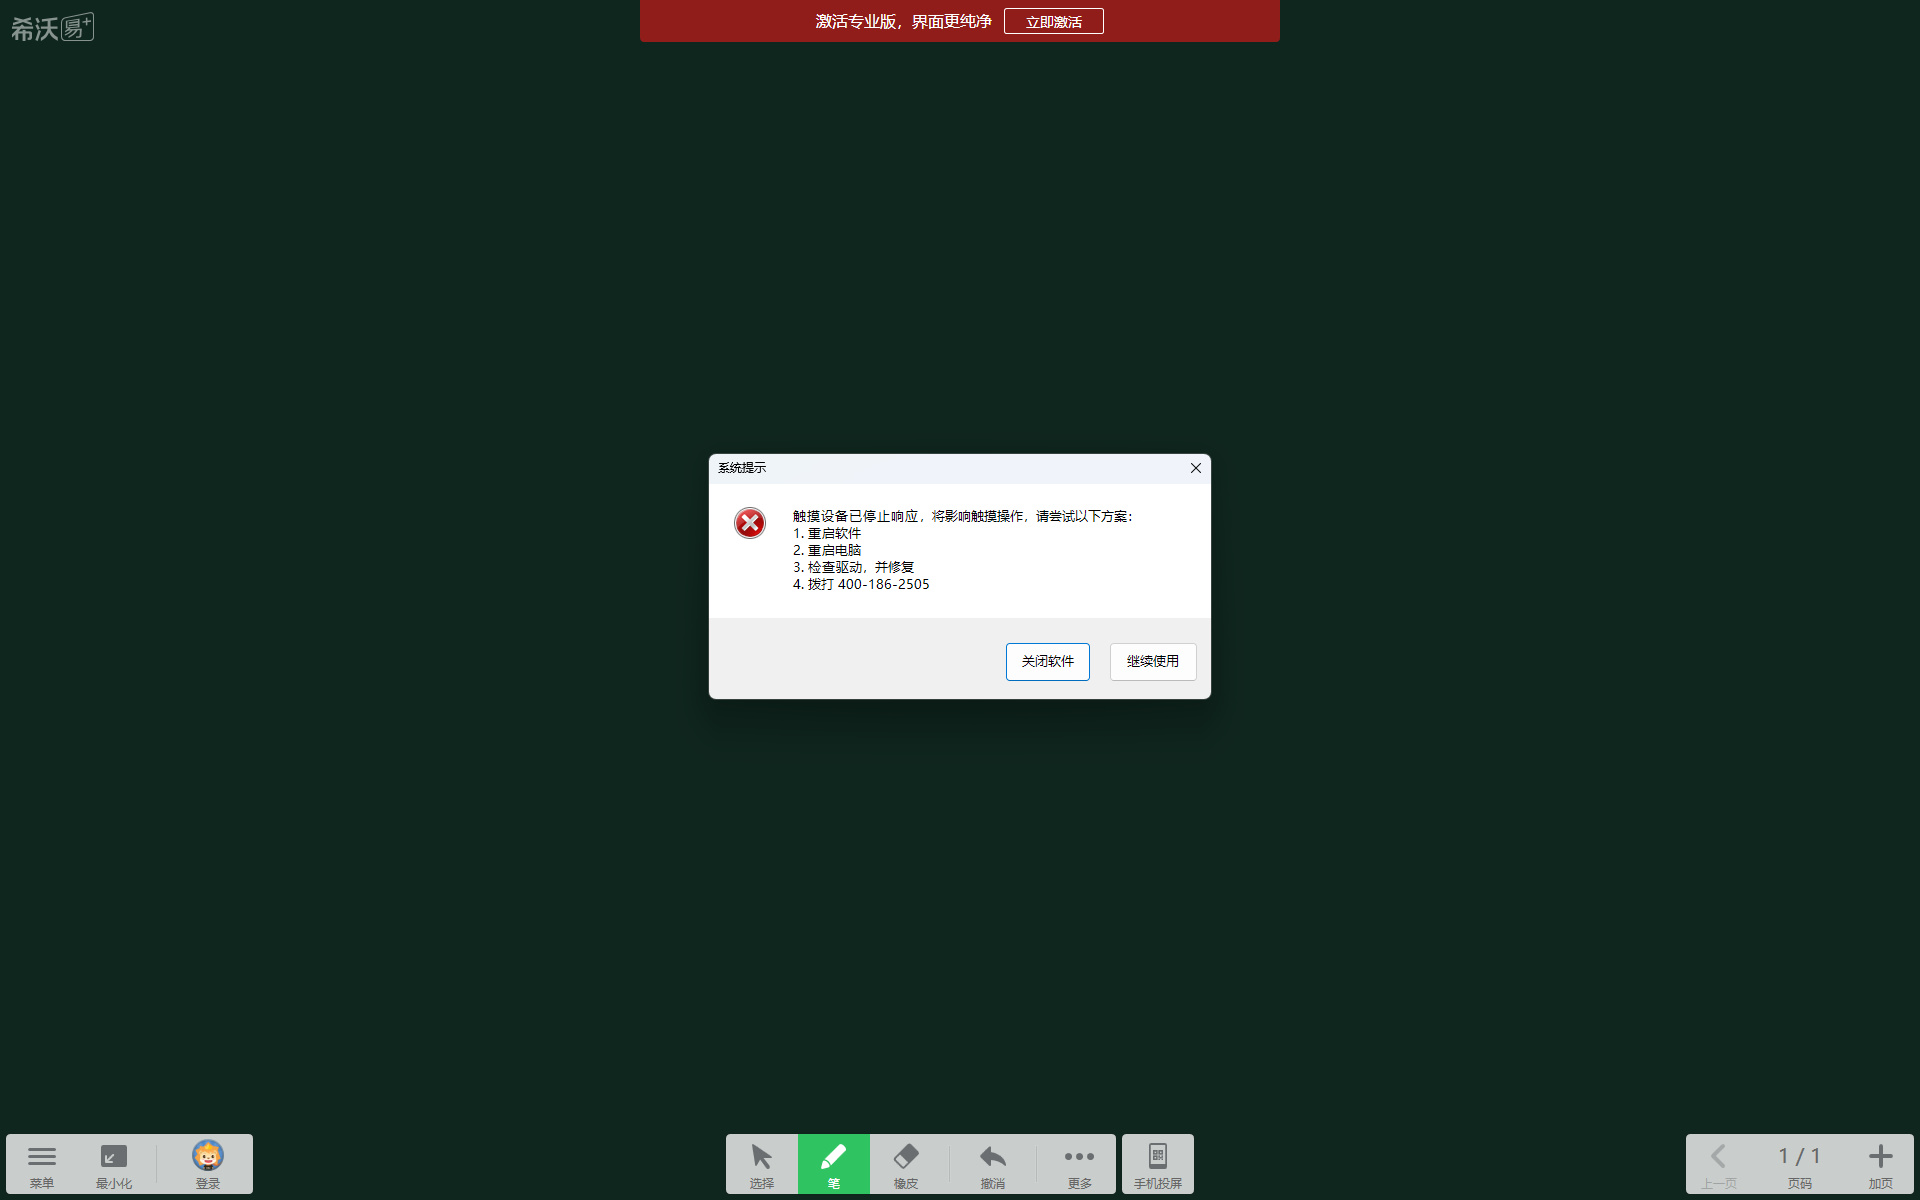 希沃易+
激活专业版，界面更纯净 立即激活
系统提示
触摸设备已停止响应，将影响触摸操作，请尝试以下方案：
1. 重启软件
2. 重启电脑
3. 检查驱动，并修复
4. 拨打 400-186-2505
关闭软件 继续使用
菜单 最小化 登录 选择 笔 橡皮 撤消 更多 手机投屏 上一页 1 / 1 页码 加页